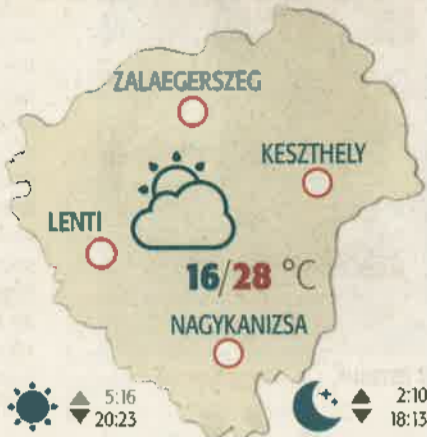 ZALAEGERSZEG
KESZTHELY
LENTI
16/28 °C
NAGYKANIZSA
5:16
20:23
2:10
18:13